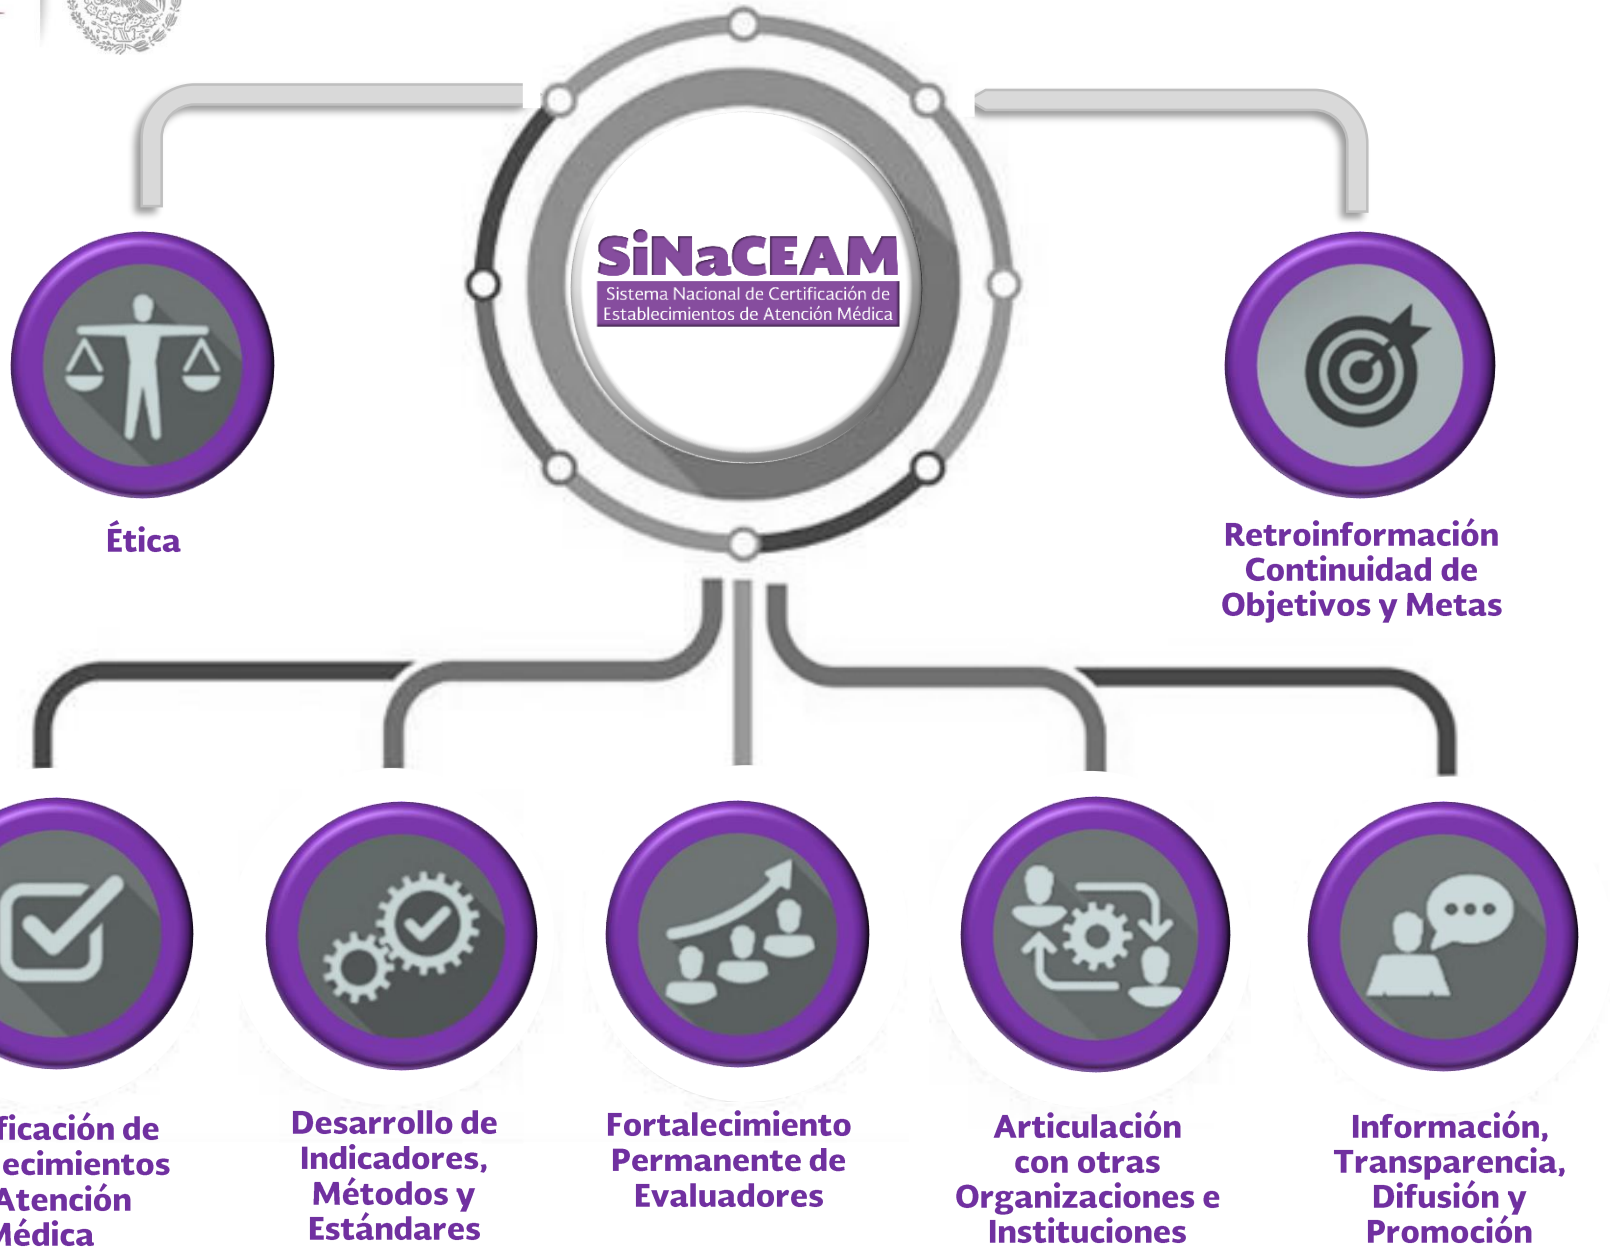 SiNaCEAM
Sistema Nacional de Certificación de
Establecimientos de Atención Médica
Ética
Retroinformación
Continuidad de
Objetivos y Metas
ficación de
ecimientos
Atención
Médica
Desarrollo de
Indicadores,
Métodos y
Estándares
Fortalecimiento
Permanente de
Evaluadores
Articulación
con otras
Organizaciones e
Instituciones
Información,
Transparencia,
Difusión y
Promoción